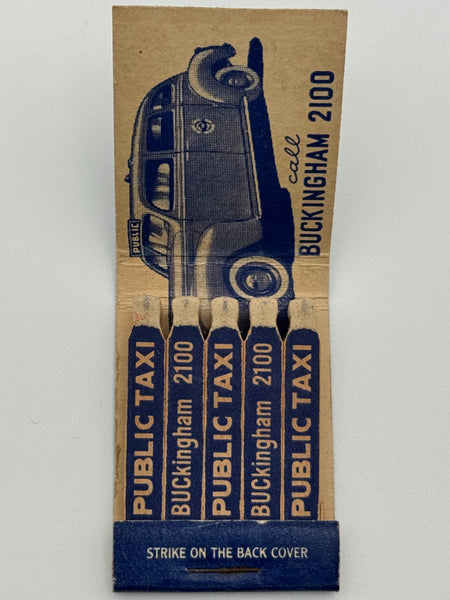 call
BUCKINGHAM 2100
PUBLIC
PUBLIC TAXI
BUCkingham 2100
PUBLIC TAXI
BUCkingham 2100
PUBLIC TAXI
STRIKE ON THE BACK COVER